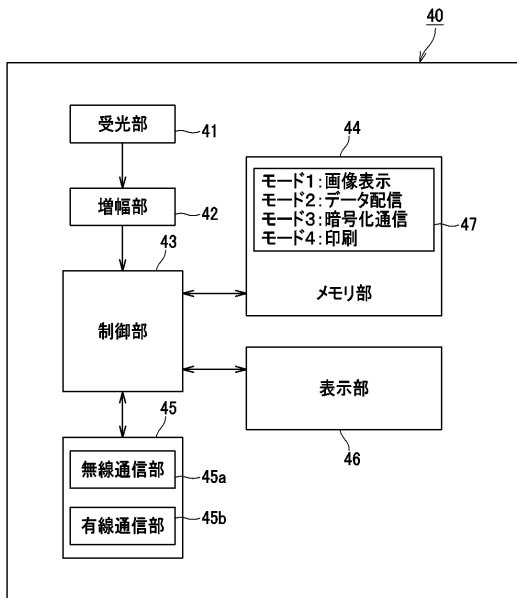 40
受光部
41
増幅部
42
43
制御部
44
モード1:画像表示
モード2:データ配信
モード3:暗号化通信
モード4:印刷
47
メモリ部
表示部
46
45
無線通信部
45a
有線通信部
45b